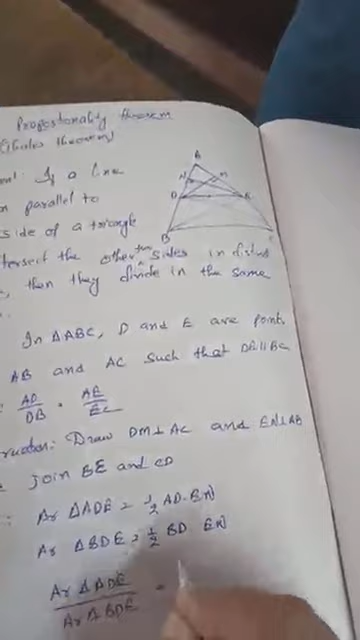 Proportionality theorem
(Thales theorem)
If a line
parallel to
side of a triangle
intersect the other two sides in distinct
, then they divide in the same
In ΔABC, D and E are points
AB and AC such that DE||BC
AD/DB = AE/EC
Draw DM⊥AC and EN⊥AB
join BE and CD
Ar ΔADE = 1/2 AD·EN
Ar ΔBDE = 1/2 BD·EN
Ar ΔADE / Ar ΔBDE =
A
N M
D E
B C